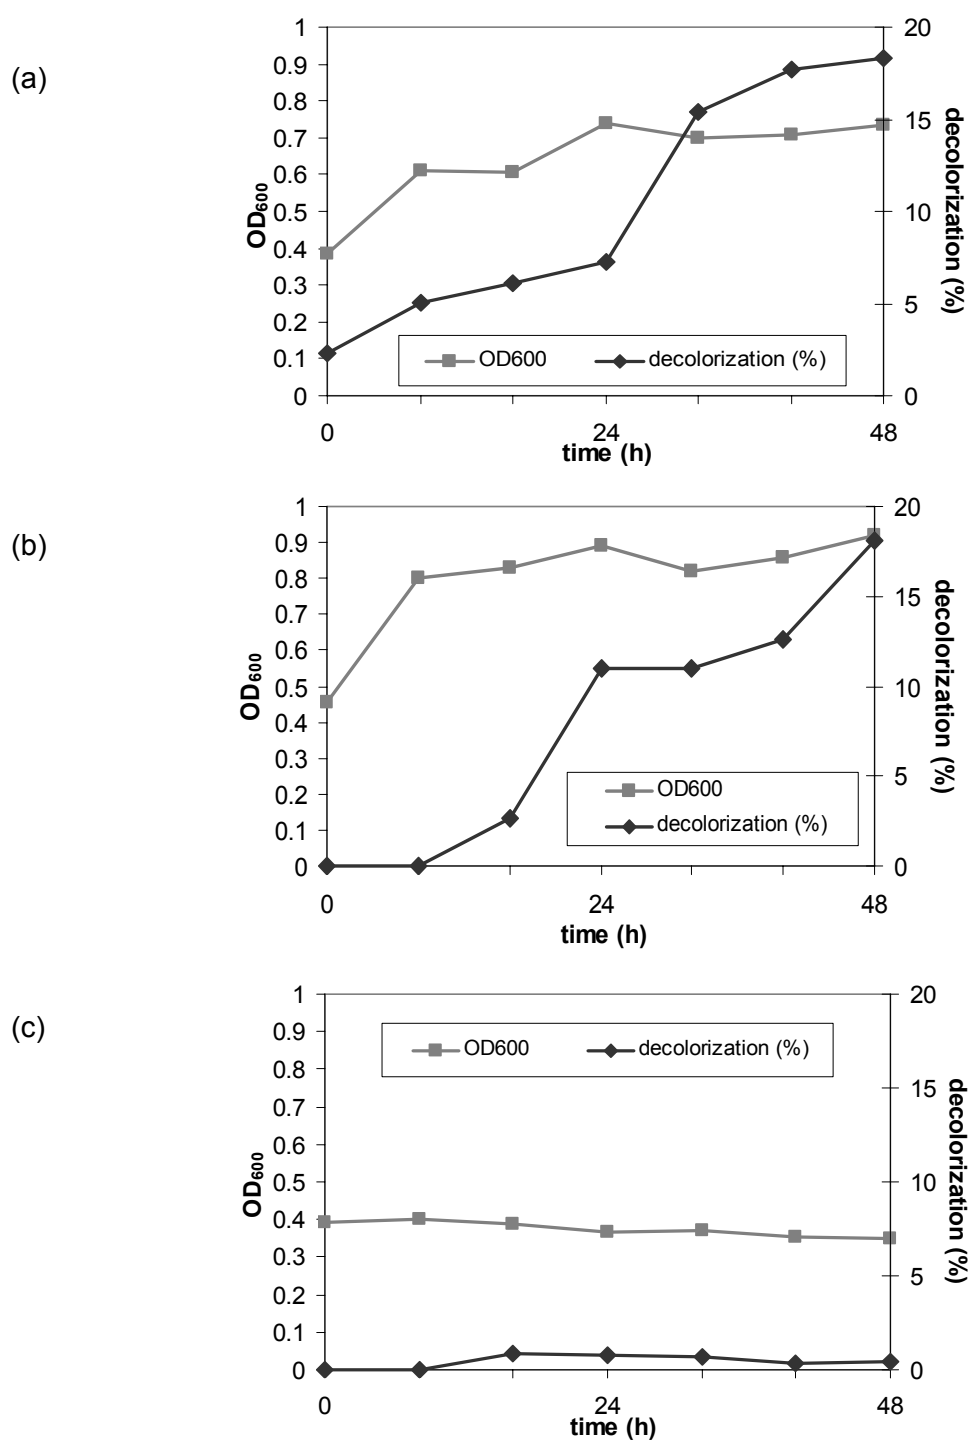 (a)
1
0.9
0.8
0.7
0.6
0.5
0.4
0.3
0.2
0.1
0
OD600
20
15
10
5
0
decolorization (%)
OD600 decolorization (%)
0 24 48
time (h)
(b)
1
0.9
0.8
0.7
0.6
0.5
0.4
0.3
0.2
0.1
0
OD600
20
15
10
5
0
decolorization (%)
OD600
decolorization (%)
0 24 48
time (h)
(c)
1
0.9
0.8
0.7
0.6
0.5
0.4
0.3
0.2
0.1
0
OD600
20
15
10
5
0
decolorization (%)
OD600 decolorization (%)
0 24 48
time (h)